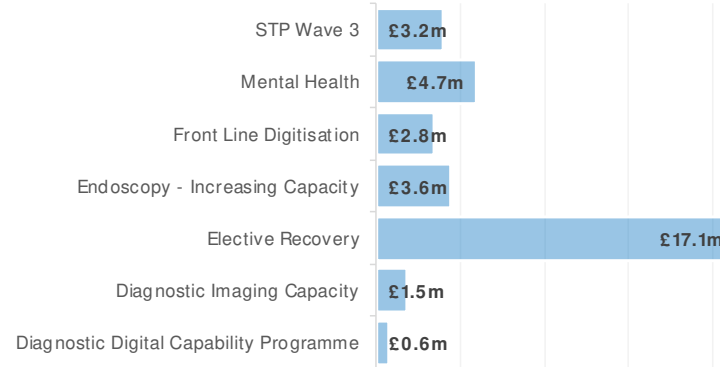 STP Wave 3 £3.2m
Mental Health £4.7m
Front Line Digitisation £2.8m
Endoscopy - Increasing Capacity £3.6m
Elective Recovery £17.1m
Diagnostic Imaging Capacity £1.5m
Diagnostic Digital Capability Programme £0.6m